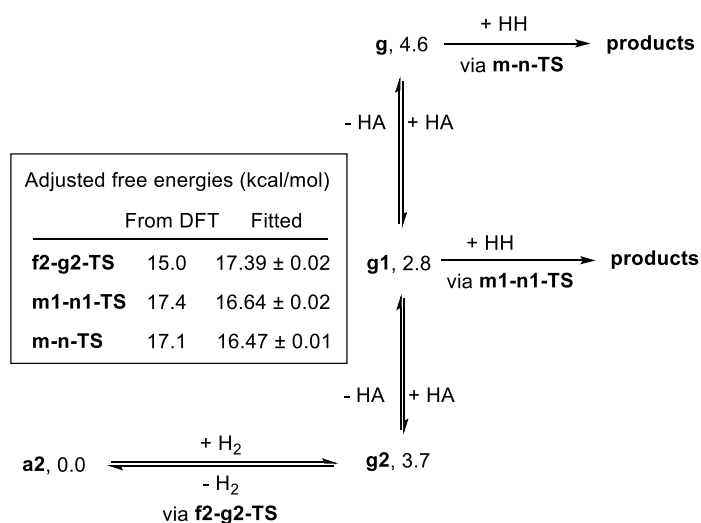 g, 4.6
+ HH
via m-n-TS
products
- HA
+ HA
Adjusted free energies (kcal/mol)
From DFT Fitted
f2-g2-TS 15.0 17.39 ± 0.02
m1-n1-TS 17.4 16.64 ± 0.02
m-n-TS 17.1 16.47 ± 0.01
g1, 2.8
+ HH
via m1-n1-TS
products
- HA
+ HA
a2, 0.0
+ H₂
- H₂
via f2-g2-TS
g2, 3.7